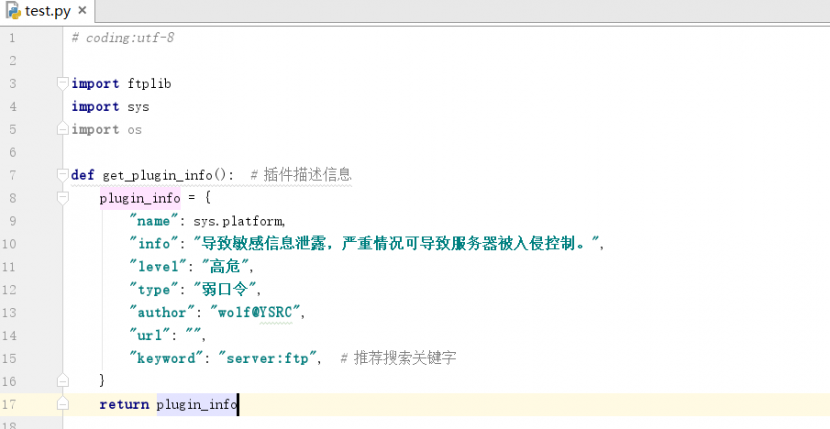 test.py
1 # coding:utf-8
2
3 import ftplib
4 import sys
5 import os
6
7 def get_plugin_info(): # 插件描述信息
8 plugin_info = {
9 "name": sys.platform,
10 "info": "导致敏感信息泄露，严重情况可导致服务器被入侵控制。",
11 "level": "高危",
12 "type": "弱口令",
13 "author": "wolf@YSRC",
14 "url": "",
15 "keyword": "server:ftp", # 推荐搜索关键字
16 }
17 return plugin_info
18